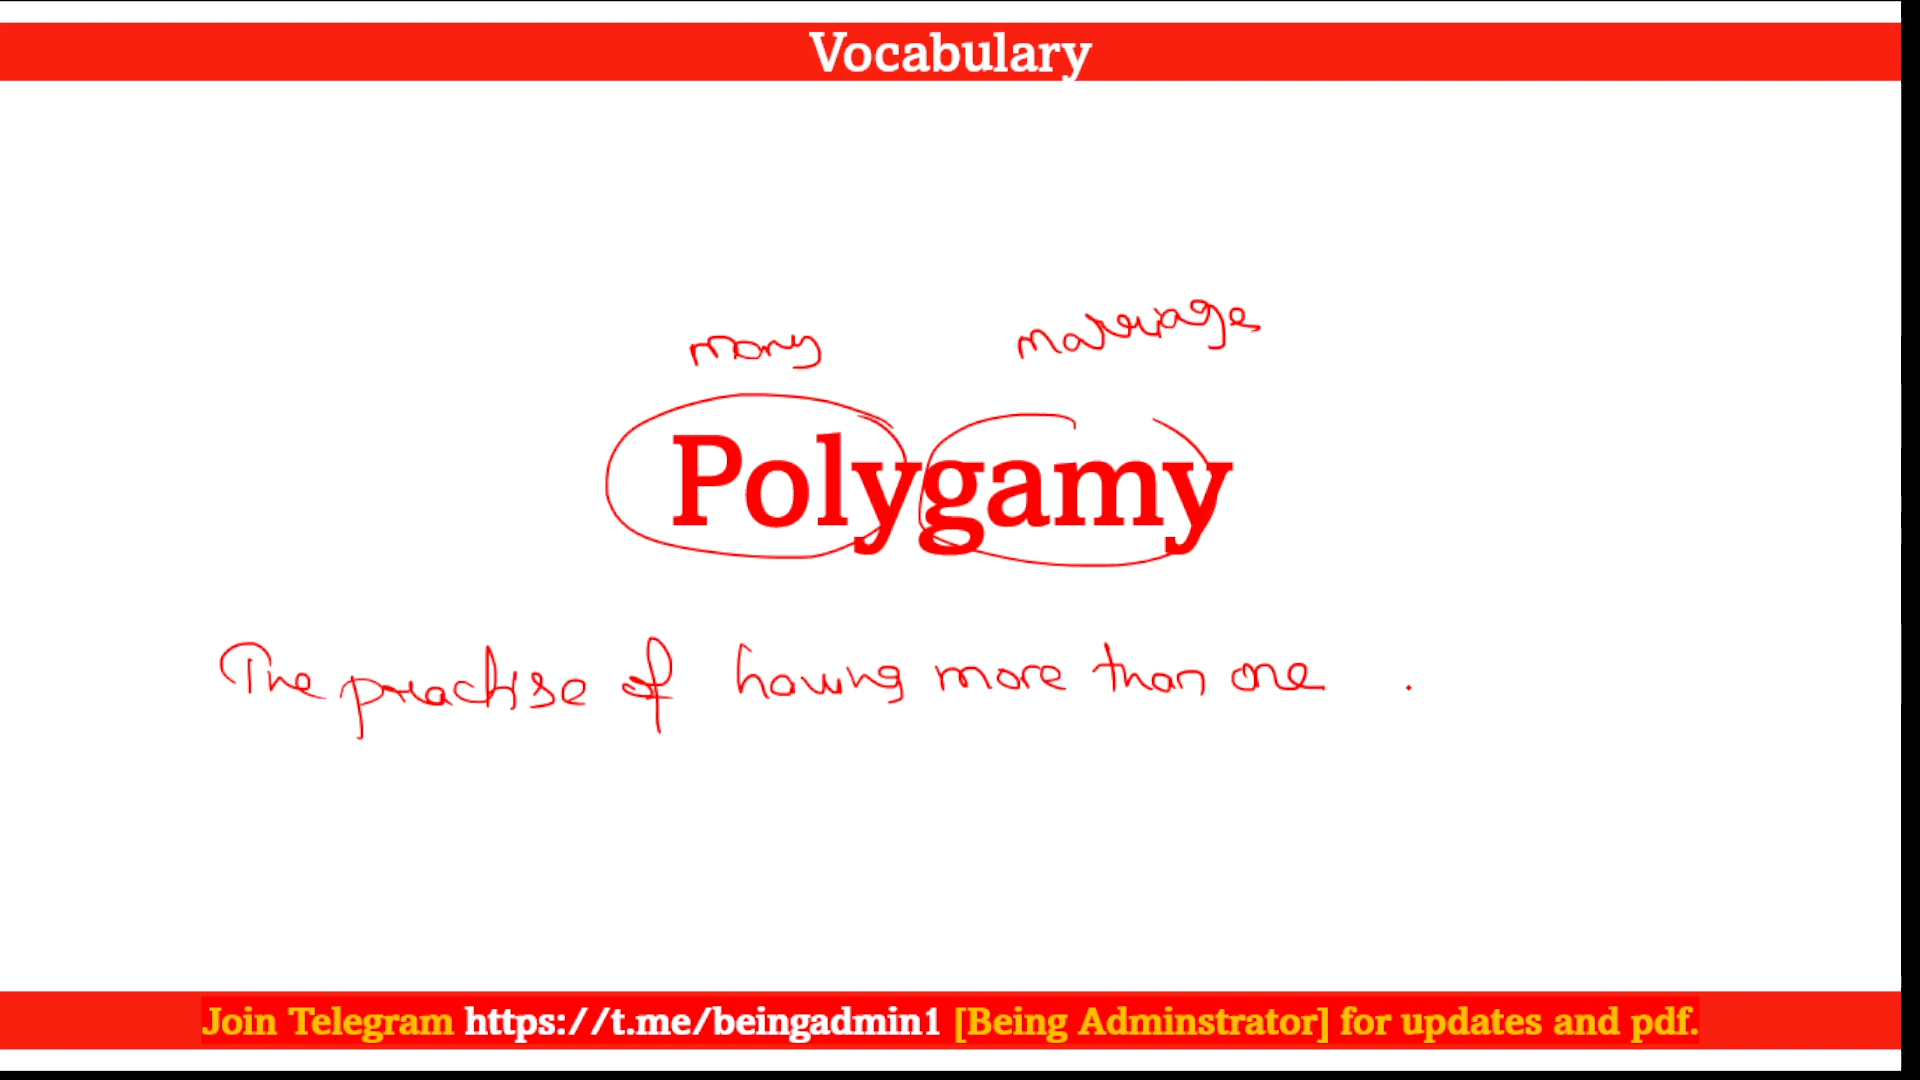 Vocabulary
many marriage
Polygamy
The practise of having more than one .
Join Telegram https://t.me/beingadmin1 [Being Adminstrator] for updates and pdf.